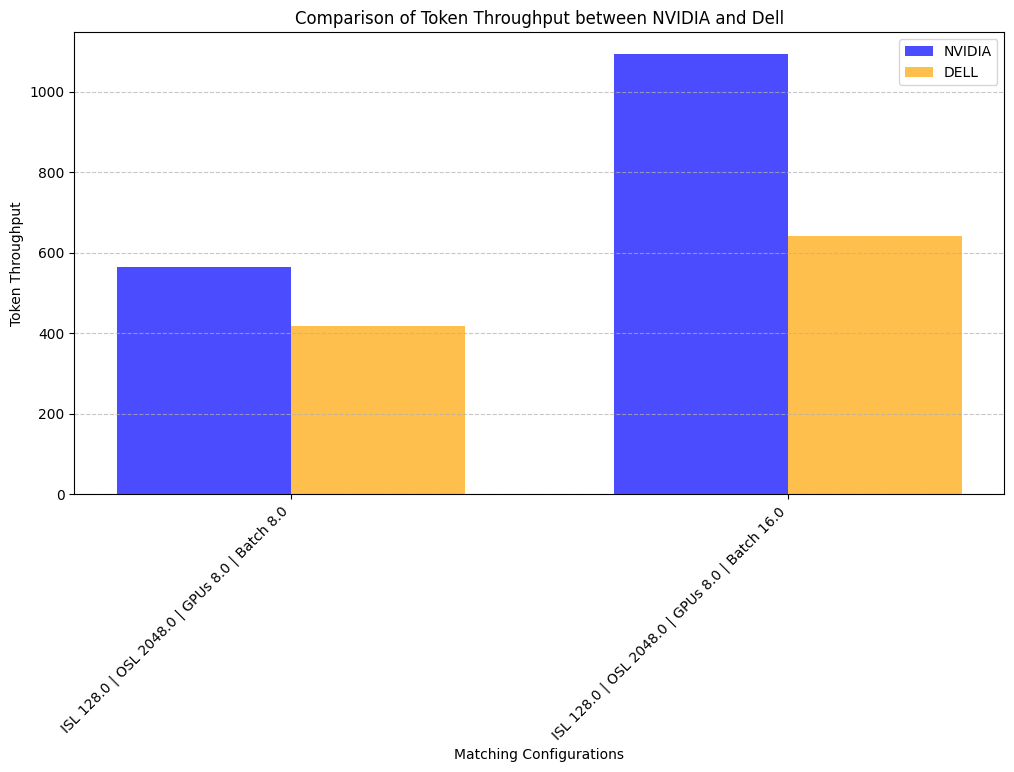 Comparison of Token Throughput between NVIDIA and Dell
NVIDIA
DELL
Token Throughput
1000
800
600
400
200
0
ISL 128.0 | OSL 2048.0 | GPUs 8.0 | Batch 8.0
ISL 128.0 | OSL 2048.0 | GPUs 8.0 | Batch 16.0
Matching Configurations